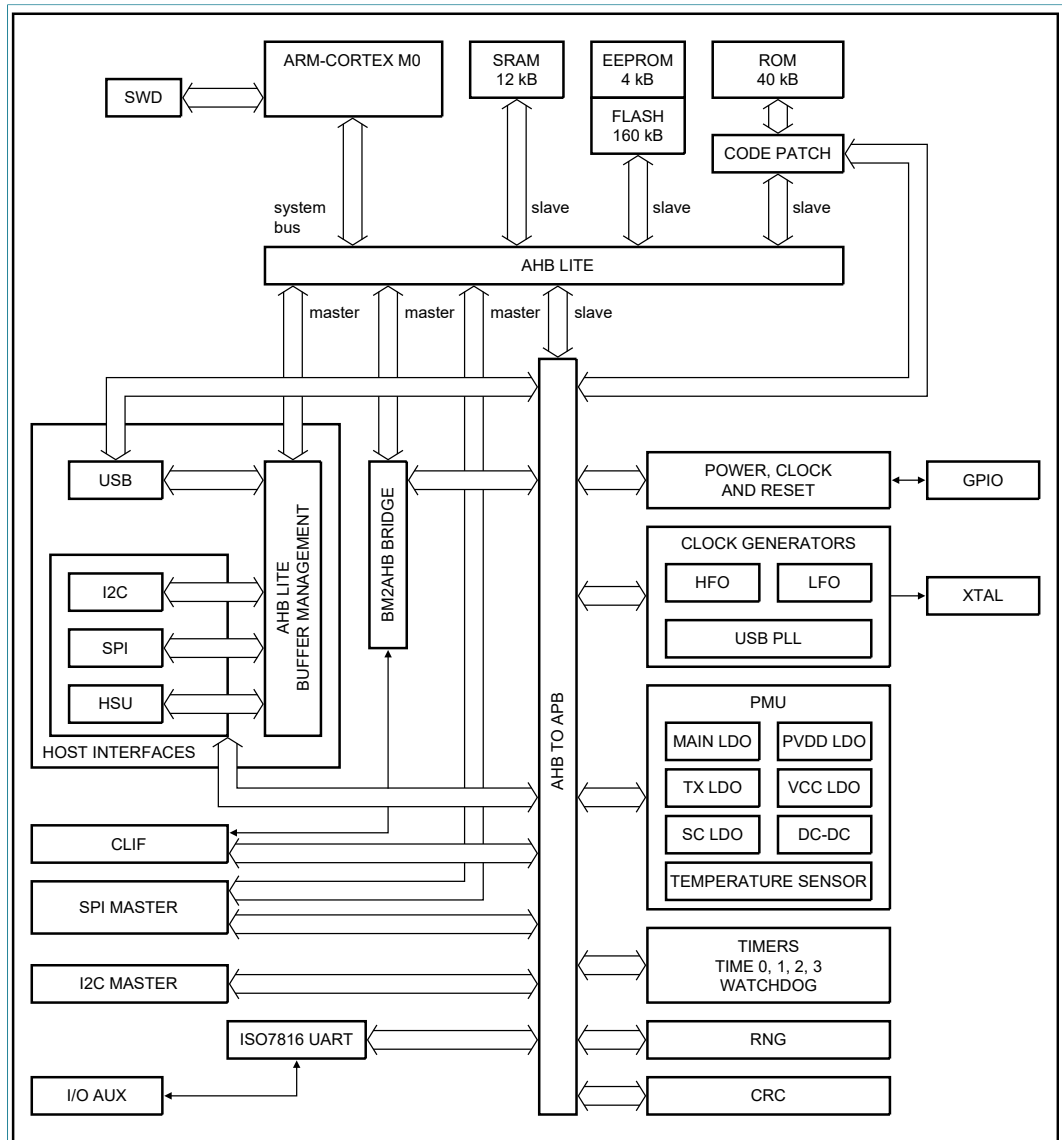 ARM-CORTEX M0
SRAM
12 kB
EEPROM
4 kB
ROM
40 kB
SWD
FLASH
160 kB
CODE PATCH
system
bus
slave
slave
slave
AHB LITE
master
master
master
slave
USB
AHB LITE
BUFFER MANAGEMENT
BM2AHB BRIDGE
POWER, CLOCK
AND RESET
GPIO
CLOCK GENERATORS
I2C
HFO
LFO
XTAL
SPI
USB PLL
HSU
HOST INTERFACES
AHB TO APB
PMU
MAIN LDO
PVDD LDO
TX LDO
VCC LDO
SC LDO
DC-DC
TEMPERATURE SENSOR
CLIF
SPI MASTER
I2C MASTER
TIMERS
TIME 0, 1, 2, 3
WATCHDOG
ISO7816 UART
RNG
I/O AUX
CRC